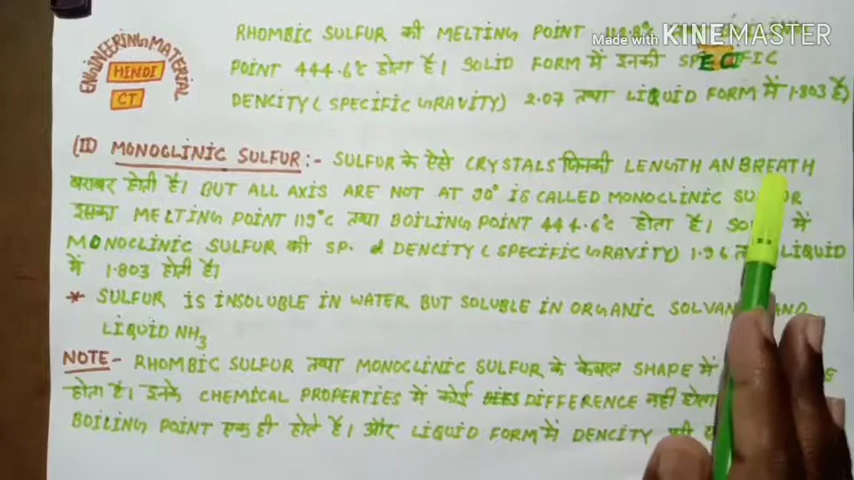 Made with KINEMASTER
ENGINEERING MATERIAL
HINDI
CT
RHOMBIC SULFUR की MELTING POINT
POINT 444.6°C होता है। SOLID FORM में इनकी SPECIFIC
DENCITY ( SPECIFIC GRAVITY) 2.07 तथा LIQUID FORM में 1.803 है)
(II) MONOCLINIC SULFUR :- SULFUR के ऐसे CRYSTALS जिनकी LENGTH AN BREATH
बराबर होती है। BUT ALL AXIS ARE NOT AT 90° IS CALLED MONOCLINIC
इसका MELTING POINT 119°C तथा BOILING POINT 444.6°C होता है। में
MONOCLINIC SULFUR की SP. DENCITY ( SPECIFIC GRAVITY) 1.96 LIQUID
में 1.803 होती है।
* SULFUR IS INSOLUBLE IN WATER BUT SOLUBLE IN ORGANIC AND
LIQUID NH3
NOTE - RHOMBIC SULFUR तथा MONOCLINIC SULFUR के केवल SHAPE में
होता है। इनके CHEMICAL PROPERTIES में कोई DIFFERENCE नही
BOILING POINT एक ही होते है। और LIQUID FORM में DENCITY